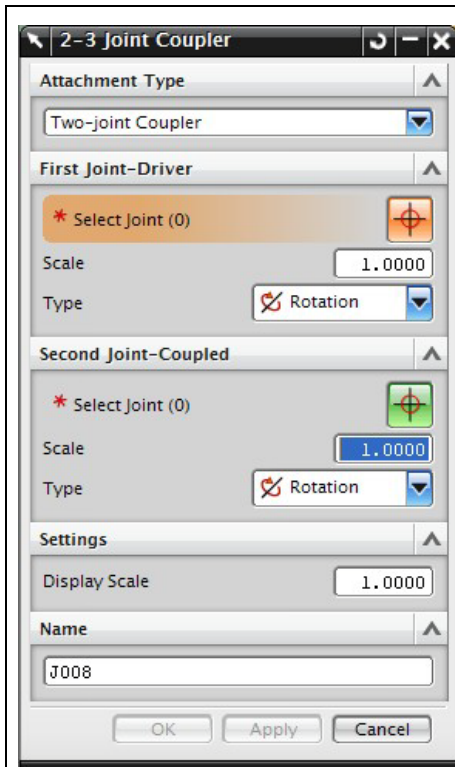 2-3 Joint Coupler
Attachment Type
Two-joint Coupler
First Joint-Driver
* Select Joint (0)
Scale 1.0000
Type Rotation
Second Joint-Coupled
* Select Joint (0)
Scale 1.0000
Type Rotation
Settings
Display Scale 1.0000
Name
J008
OK Apply Cancel